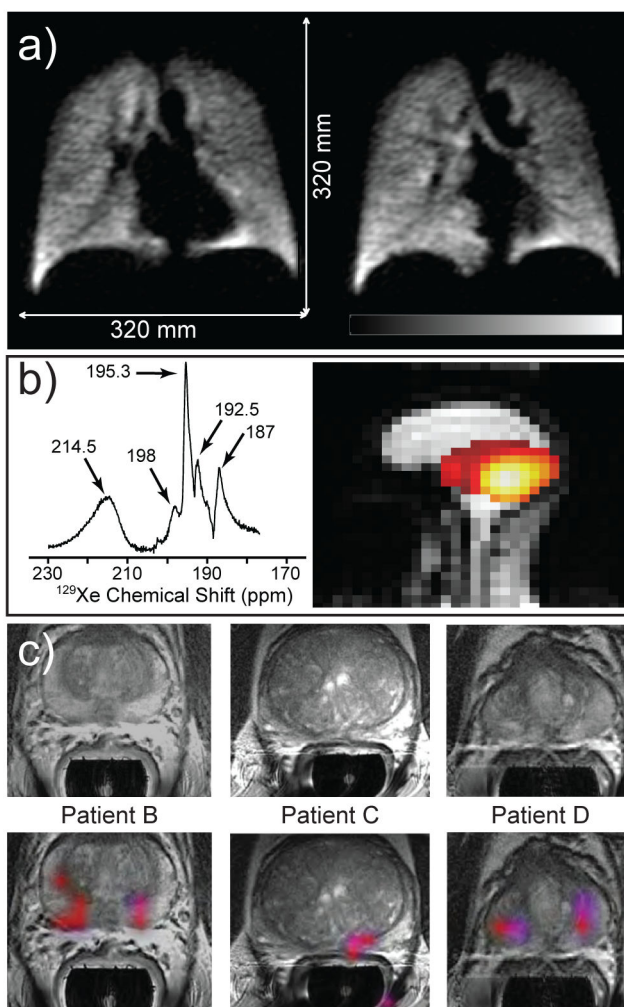 a)
320 mm
320 mm
b)
195.3
192.5
187
198
214.5
230
210
190
170
¹²⁹Xe Chemical Shift (ppm)
c)
Patient B
Patient C
Patient D